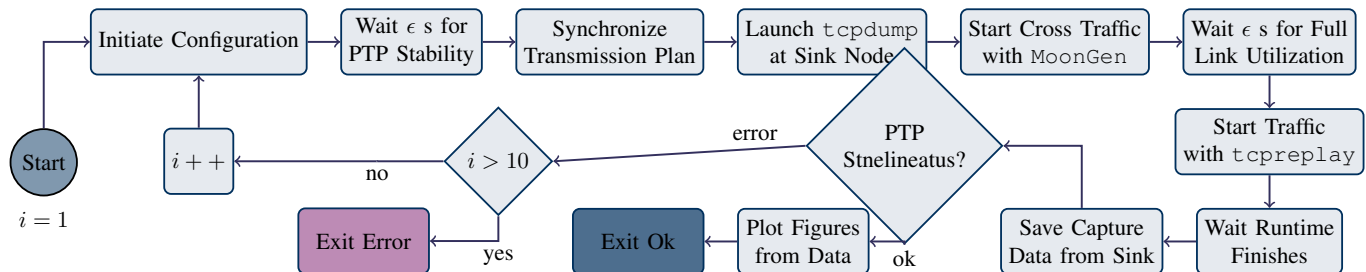 Initiate Configuration
Wait ϵ s for
PTP Stability
Synchronize
Transmission Plan
Launch tcpdump
at Sink Node
Start Cross Traffic
with MoonGen
Wait ϵ s for Full
Link Utilization
Start Traffic
with tcpreplay
Wait Runtime
Finishes
Save Capture
Data from Sink
PTP
Stnelineatus?
error
ok
Plot Figures
from Data
Exit Ok
i > 10
no
yes
Exit Error
i + +
Start
i = 1